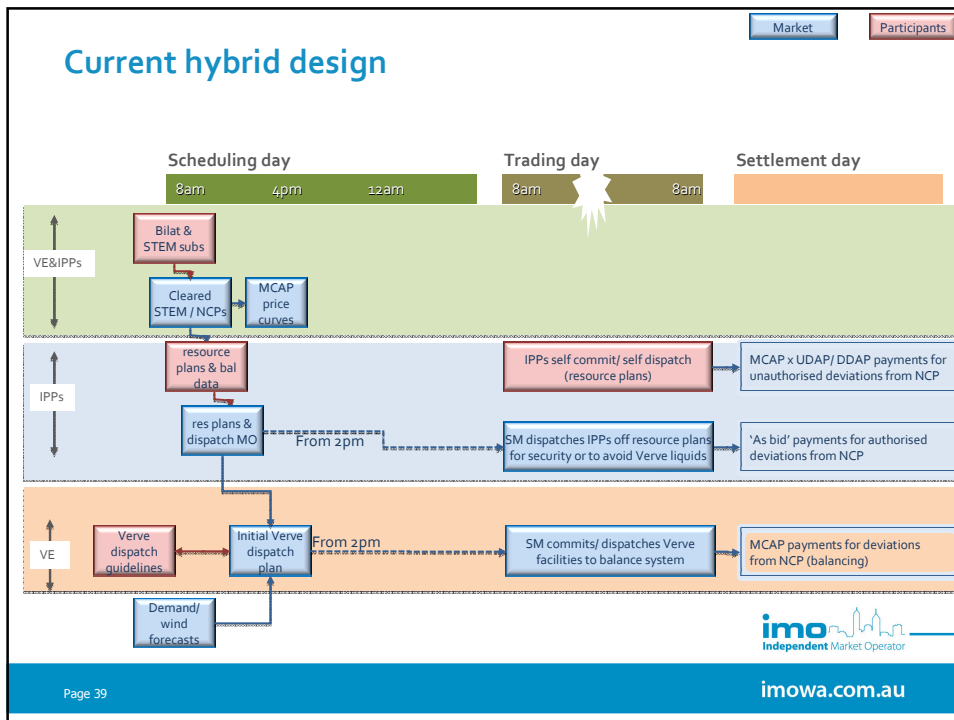 Market
Participants
Current hybrid design
Scheduling day
Trading day
Settlement day
8am
4pm
12am
8am
8am
VE&IPPs
Bilat &
STEM subs
Cleared
STEM / NCPs
MCAP
price
curves
IPPs
resource
plans & bal
data
IPPs self commit/ self dispatch
(resource plans)
MCAP x UDAP/ DDAP payments for
unauthorised deviations from NCP
res plans &
dispatch MO
From 2pm
SM dispatches IPPs off resource plans
for security or to avoid Verve liquids
‘As bid’ payments for authorised
deviations from NCP
VE
Verve
dispatch
guidelines
Initial Verve
dispatch
plan
From 2pm
SM commits/ dispatches Verve
facilities to balance system
MCAP payments for deviations
from NCP (balancing)
Demand/
wind
forecasts
imo
Independent Market Operator
Page 39
imowa.com.au